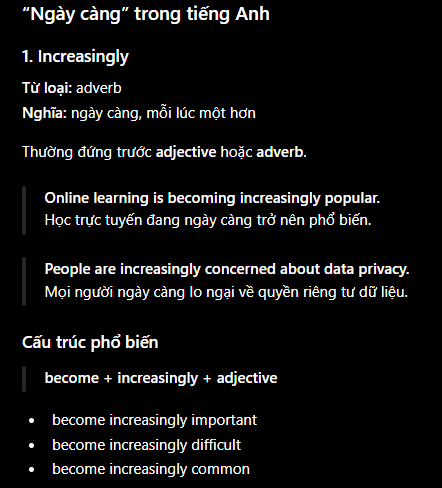 “Ngày càng” trong tiếng Anh
1. Increasingly
Từ loại: adverb
Nghĩa: ngày càng, mỗi lúc một hơn
Thường đứng trước adjective hoặc adverb.
Online learning is becoming increasingly popular.
Học trực tuyến đang ngày càng trở nên phổ biến.
People are increasingly concerned about data privacy.
Mọi người ngày càng lo ngại về quyền riêng tư dữ liệu.
Cấu trúc phổ biến
become + increasingly + adjective
• become increasingly important
• become increasingly difficult
• become increasingly common